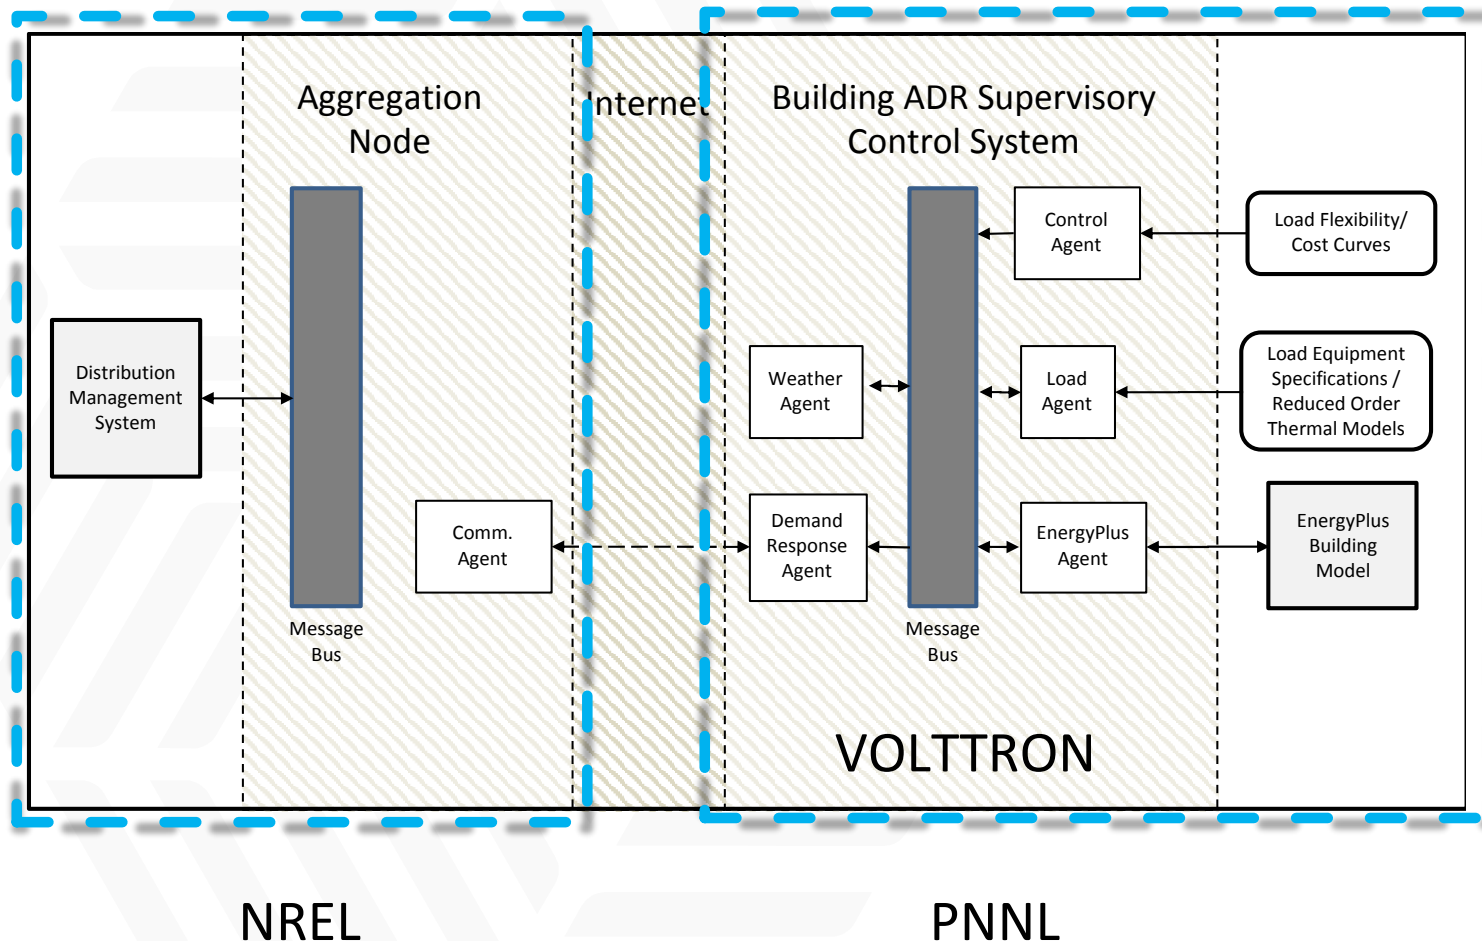 Aggregation
Node
Internet
Building ADR Supervisory
Control System
Control
Agent
Load Flexibility/
Cost Curves
Distribution
Management
System
Weather
Agent
Load
Agent
Load Equipment
Specifications /
Reduced Order
Thermal Models
Comm.
Agent
Demand
Response
Agent
EnergyPlus
Agent
EnergyPlus
Building
Model
Message
Bus
Message
Bus
VOLTTRON
NREL
PNNL